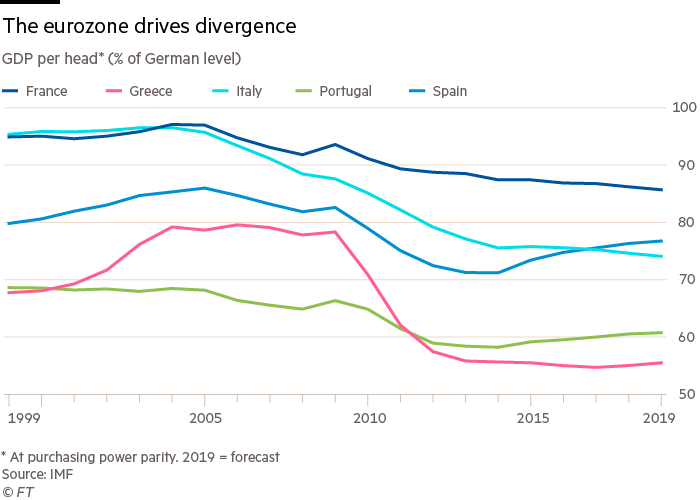 The eurozone drives divergence
GDP per head* (% of German level)
France Greece Italy Portugal Spain
100
90
80
70
60
50
1999 2005 2010 2015 2019
* At purchasing power parity. 2019 = forecast
Source: IMF
© FT